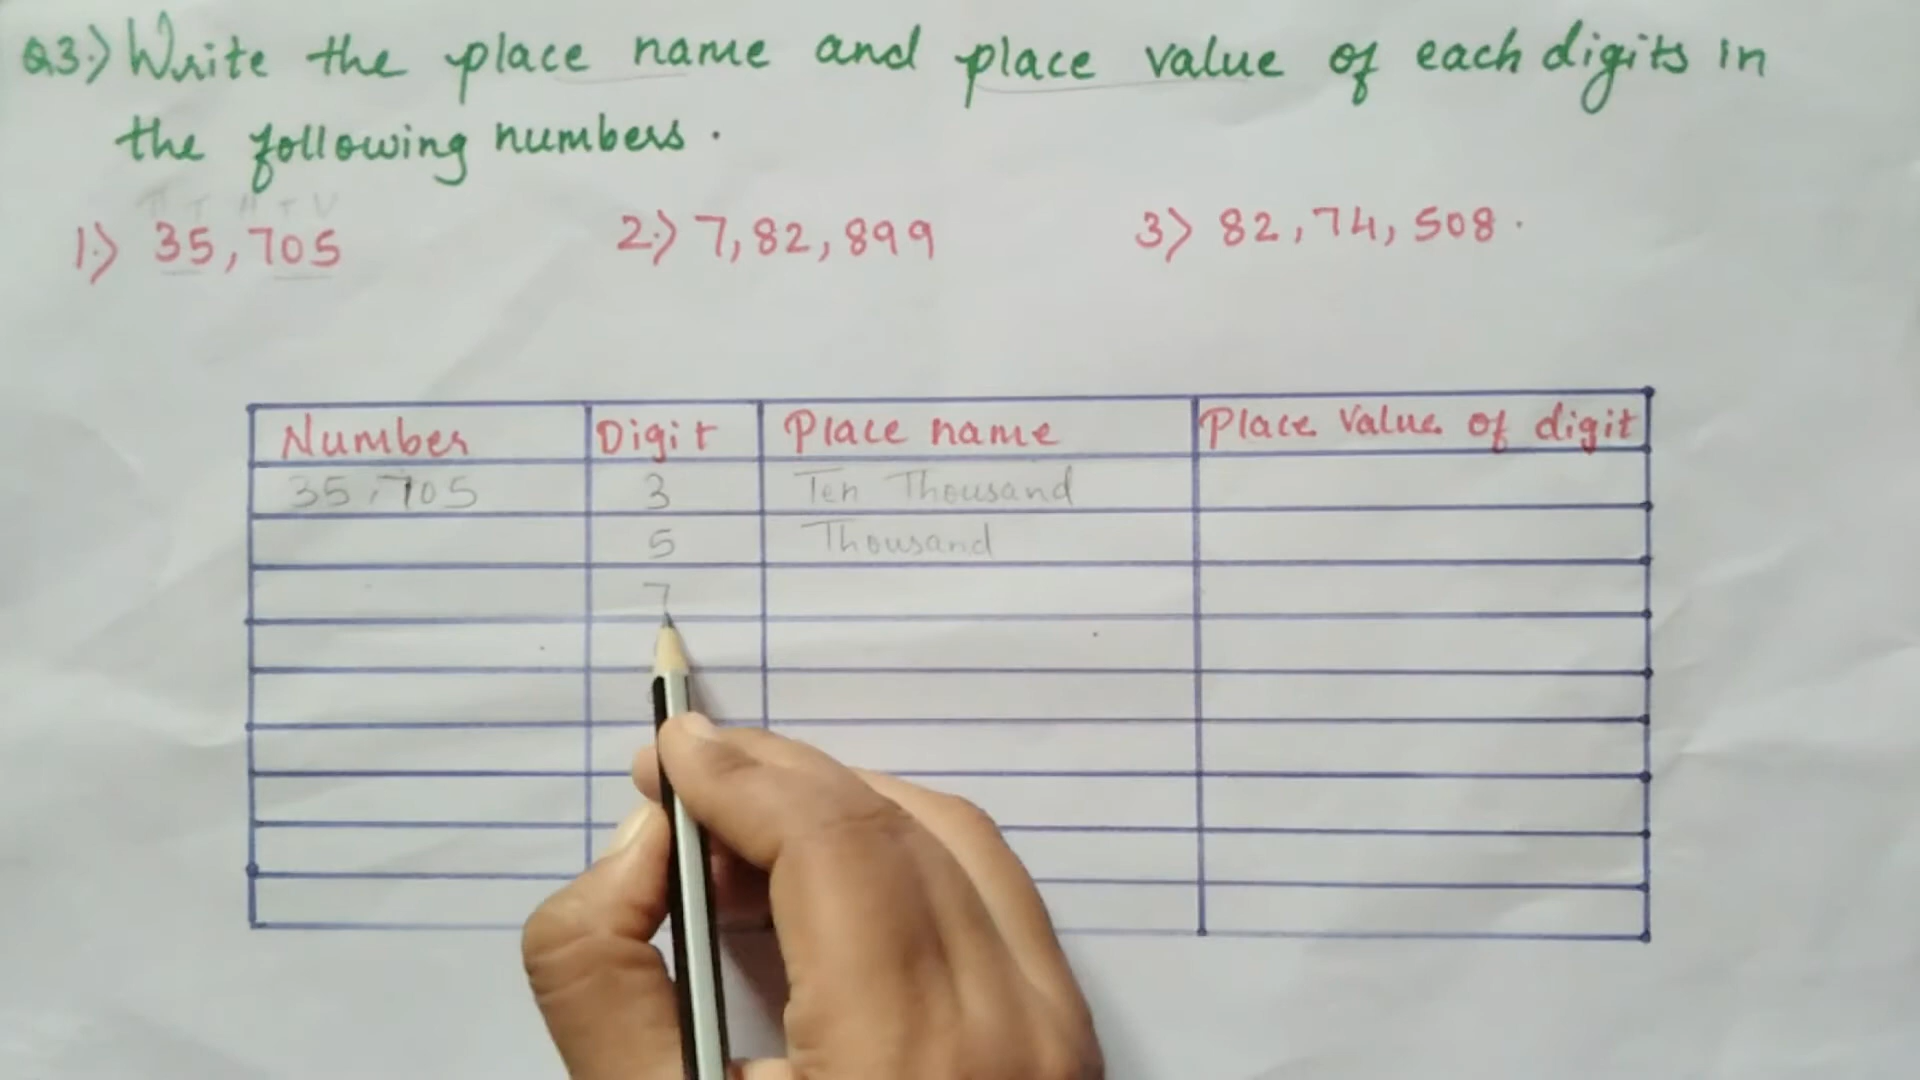 Q3.) Write the place name and place value of each digits in
the following numbers.
T T H T U
1.) 35,705 2.) 7,82,899 3) 82,74,508.
Number Digit Place name Place Value of digit
35,705 3 Ten Thousand
5 Thousand
7